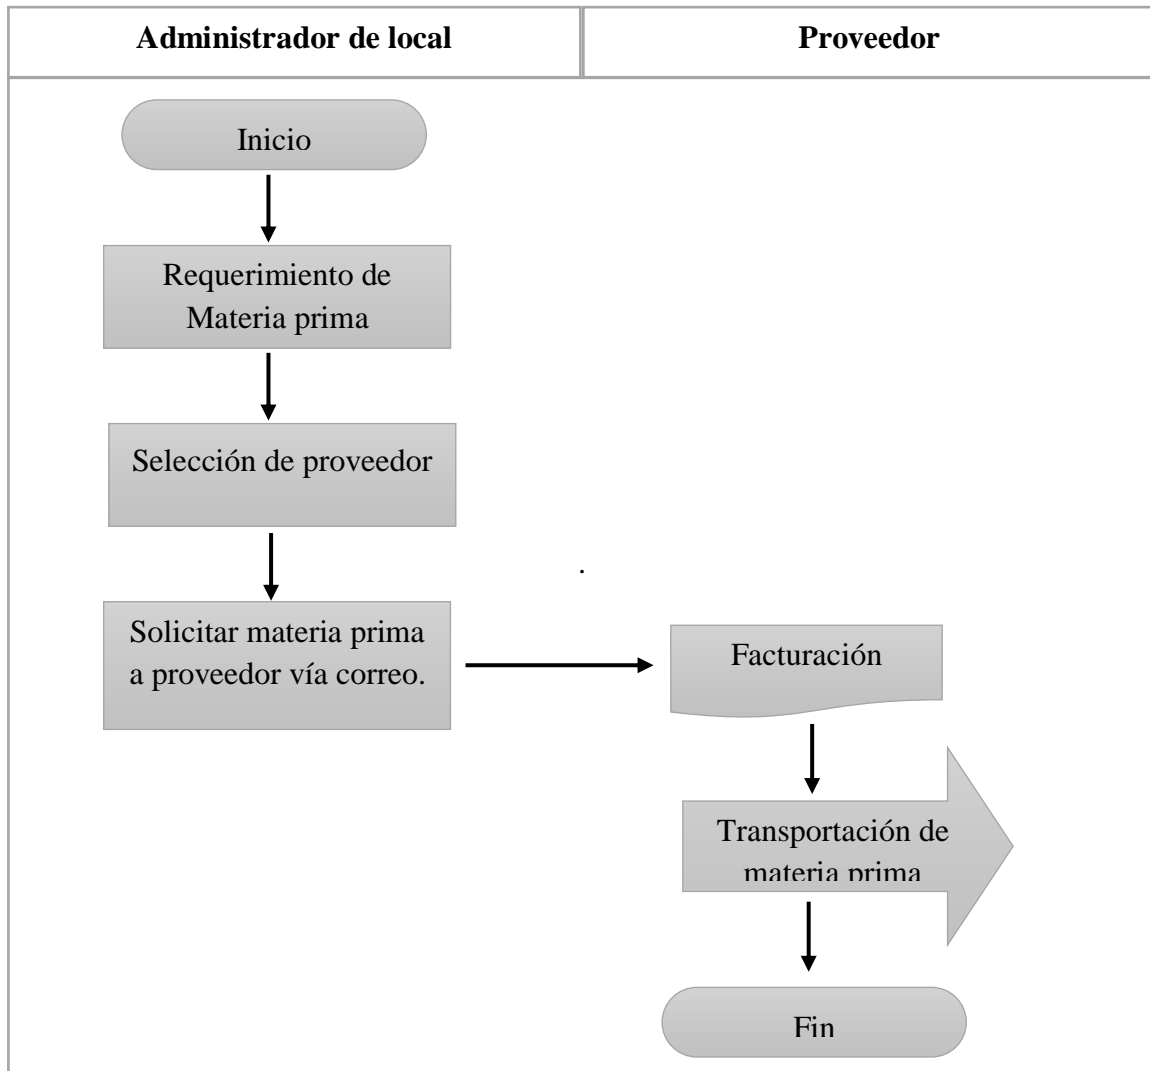 Administrador de local
Proveedor
Inicio
Requerimiento de
Materia prima
Selección de proveedor
Solicitar materia prima
a proveedor vía correo.
.
Facturación
Transportación de
materia prima
Fin